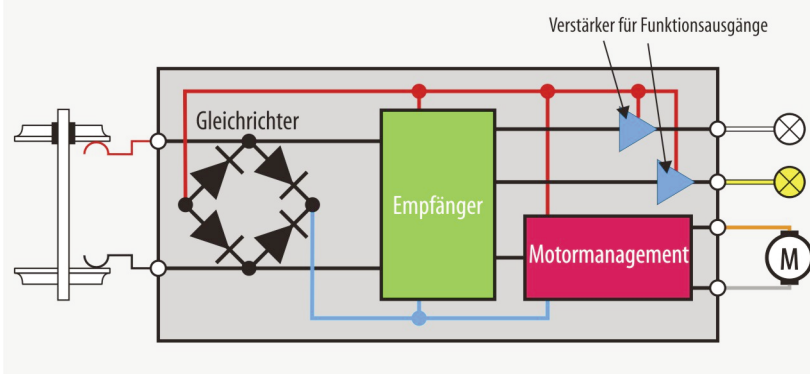 Verstärker für Funktionsausgänge
Gleichrichter
Empfänger
Motormanagement
M